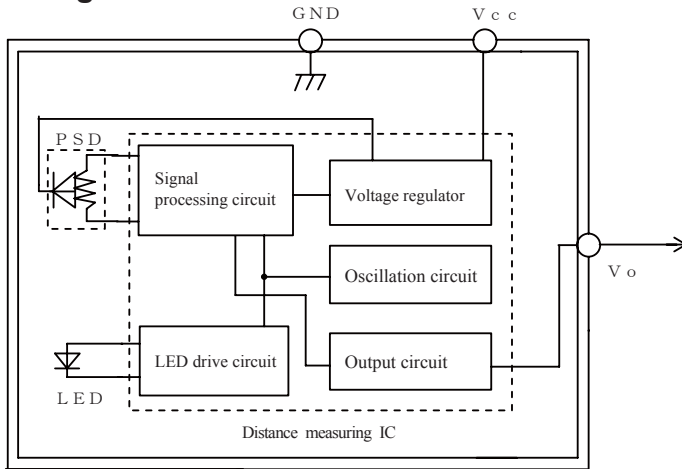 GND
Vcc
PSD
Signal
processing circuit
Voltage regulator
Oscillation circuit
Vo
LED drive circuit
Output circuit
LED
Distance measuring IC